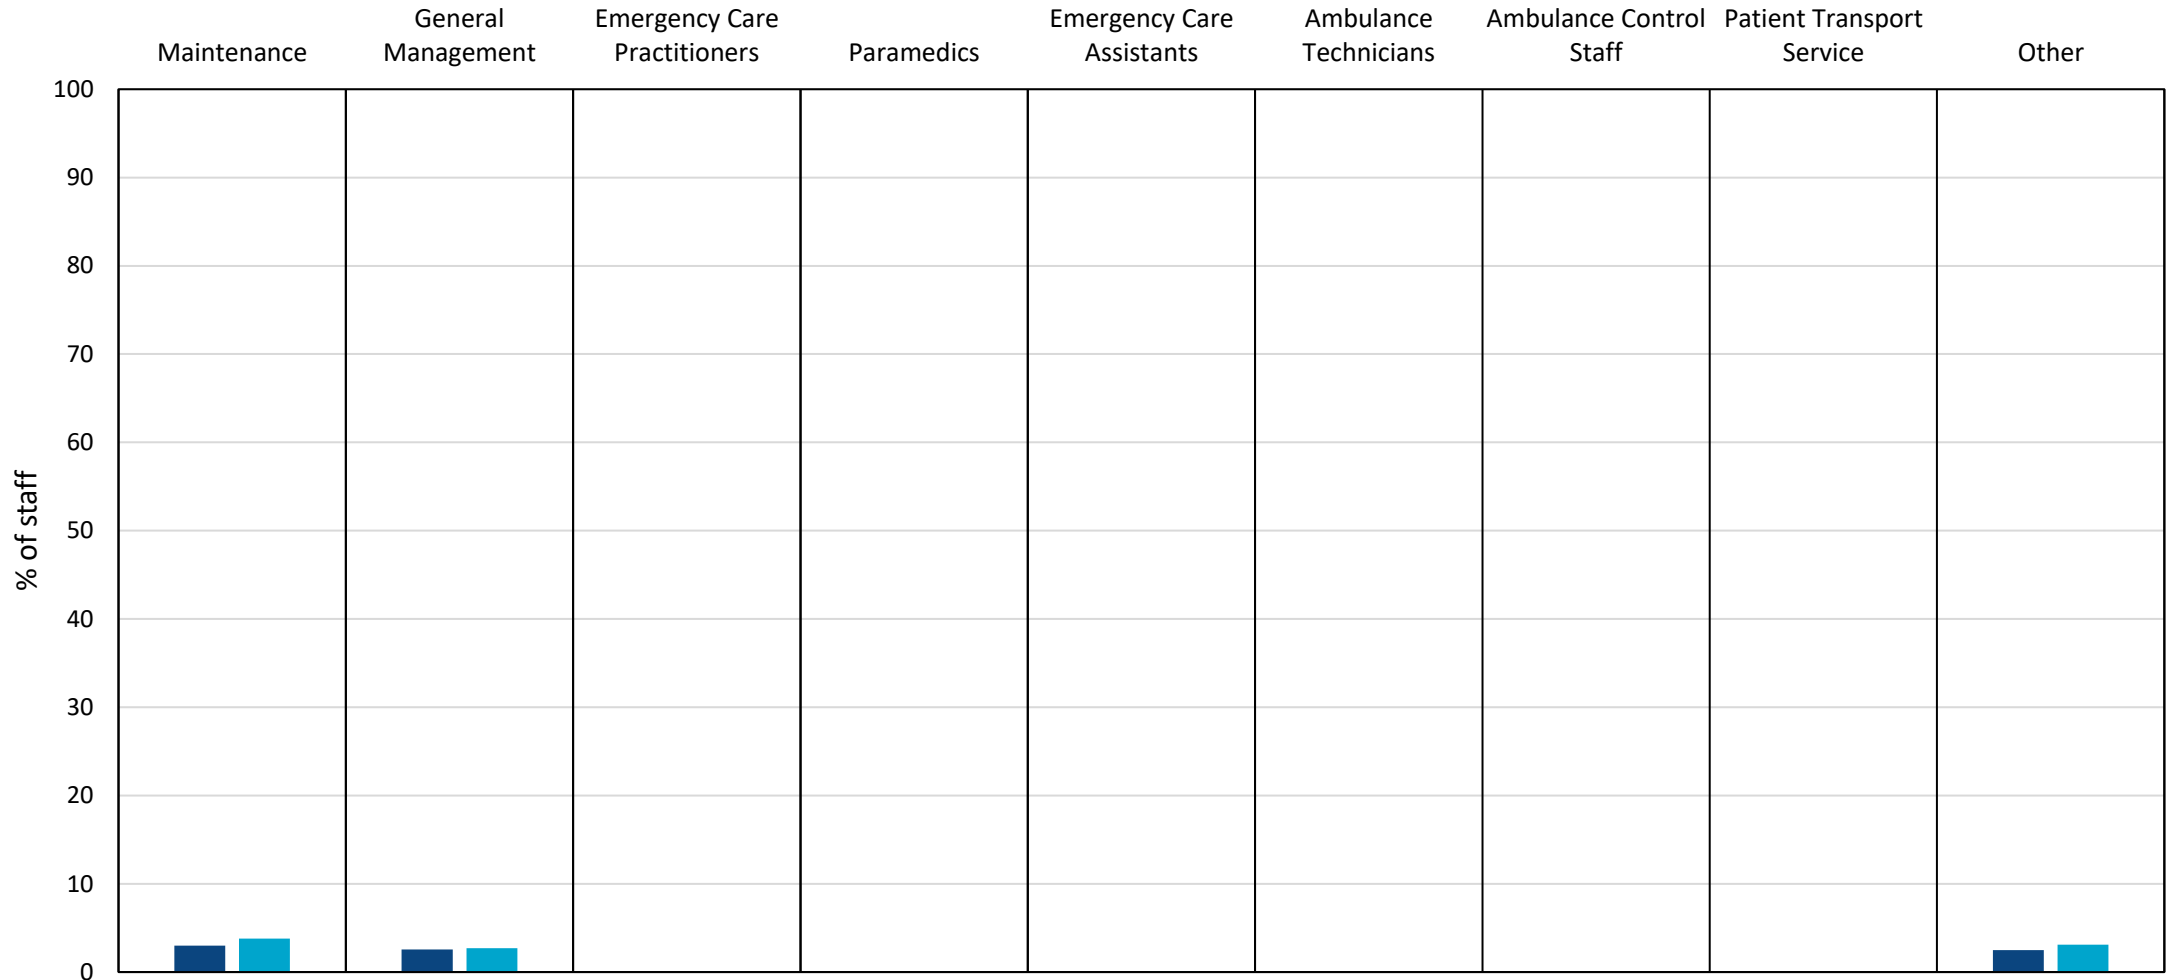 Maintenance
General
Management
Emergency Care
Practitioners
Paramedics
Emergency Care
Assistants
Ambulance
Technicians
Ambulance Control
Staff
Patient Transport
Service
Other
100
90
80
70
60
50
40
30
20
10
0
% of staff